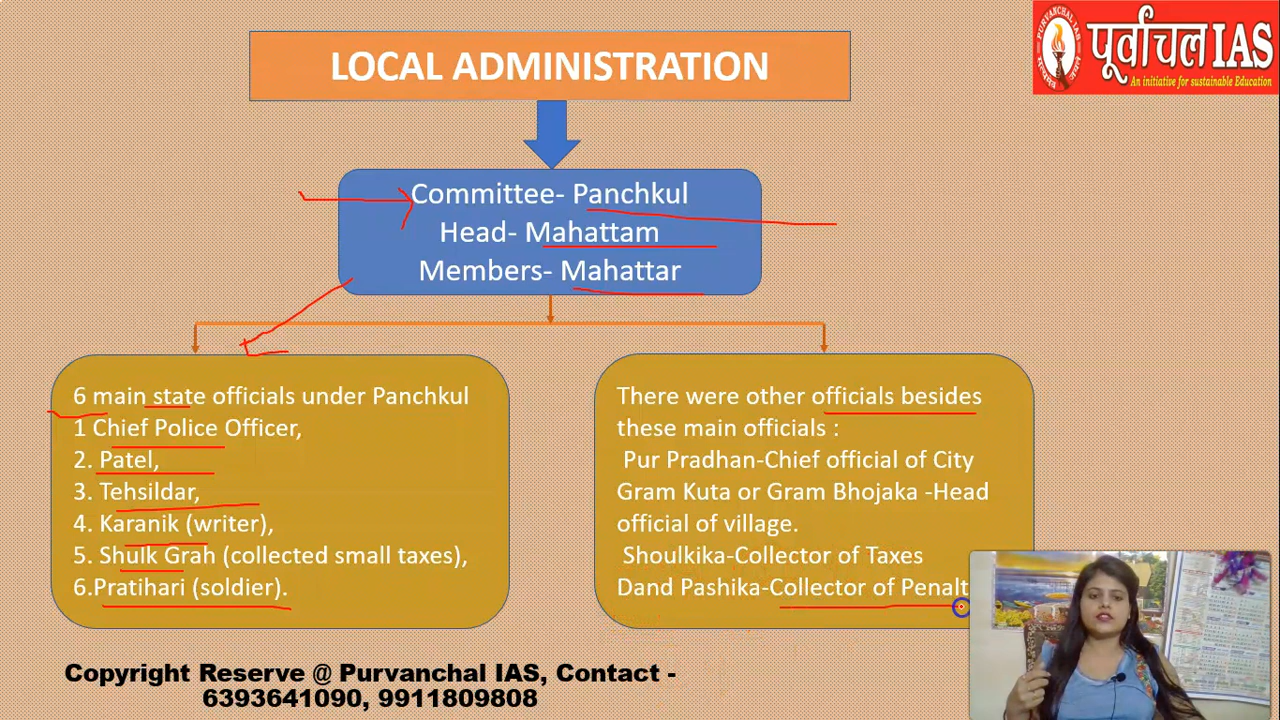 LOCAL ADMINISTRATION
पूर्वांचल IAS
An initiative for sustainable Education
Committee- Panchkul
Head- Mahattam
Members- Mahattar
6 main state officials under Panchkul
1 Chief Police Officer,
2. Patel,
3. Tehsildar,
4. Karanik (writer),
5. Shulk Grah (collected small taxes),
6.Pratihari (soldier).
There were other officials besides
these main officials :
Pur Pradhan-Chief official of City
Gram Kuta or Gram Bhojaka -Head
official of village.
Shoulkika-Collector of Taxes
Dand Pashika-Collector of Penalt
Copyright Reserve @ Purvanchal IAS, Contact -
6393641090, 9911809808